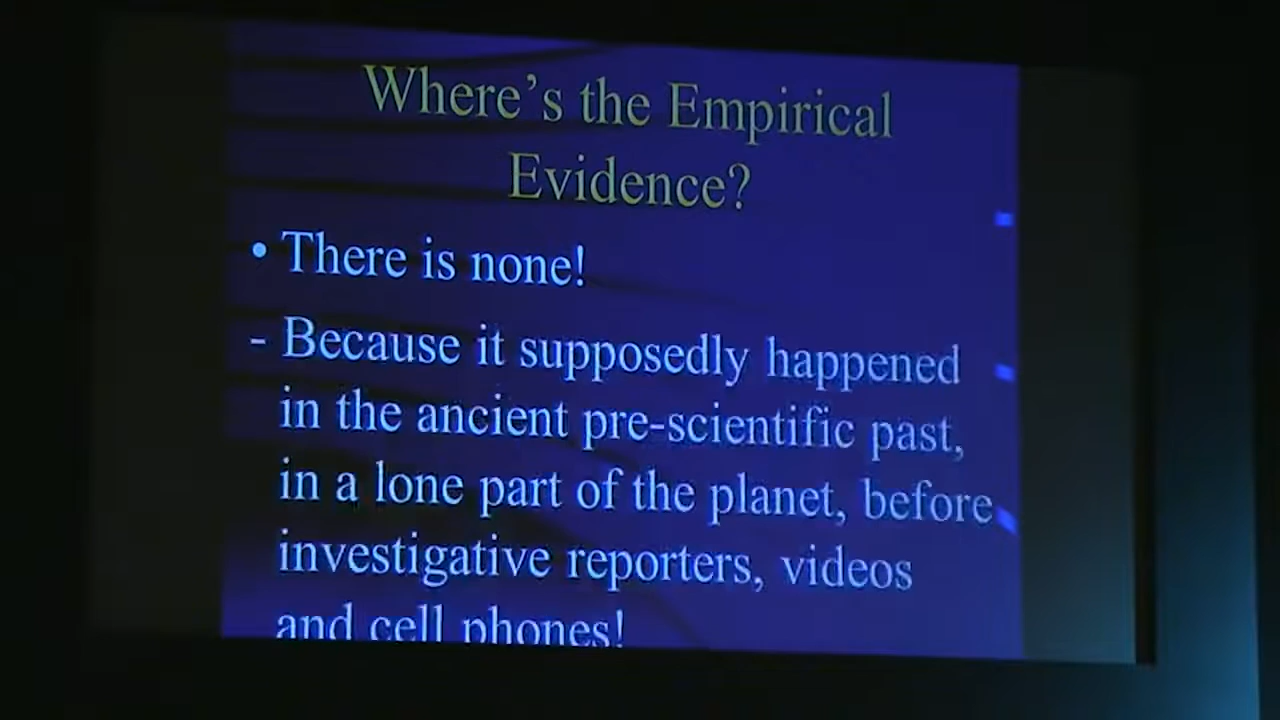 Where's the Empirical
Evidence?
• There is none!
- Because it supposedly happened
in the ancient pre-scientific past,
in a lone part of the planet, before
investigative reporters, videos
and cell phones!